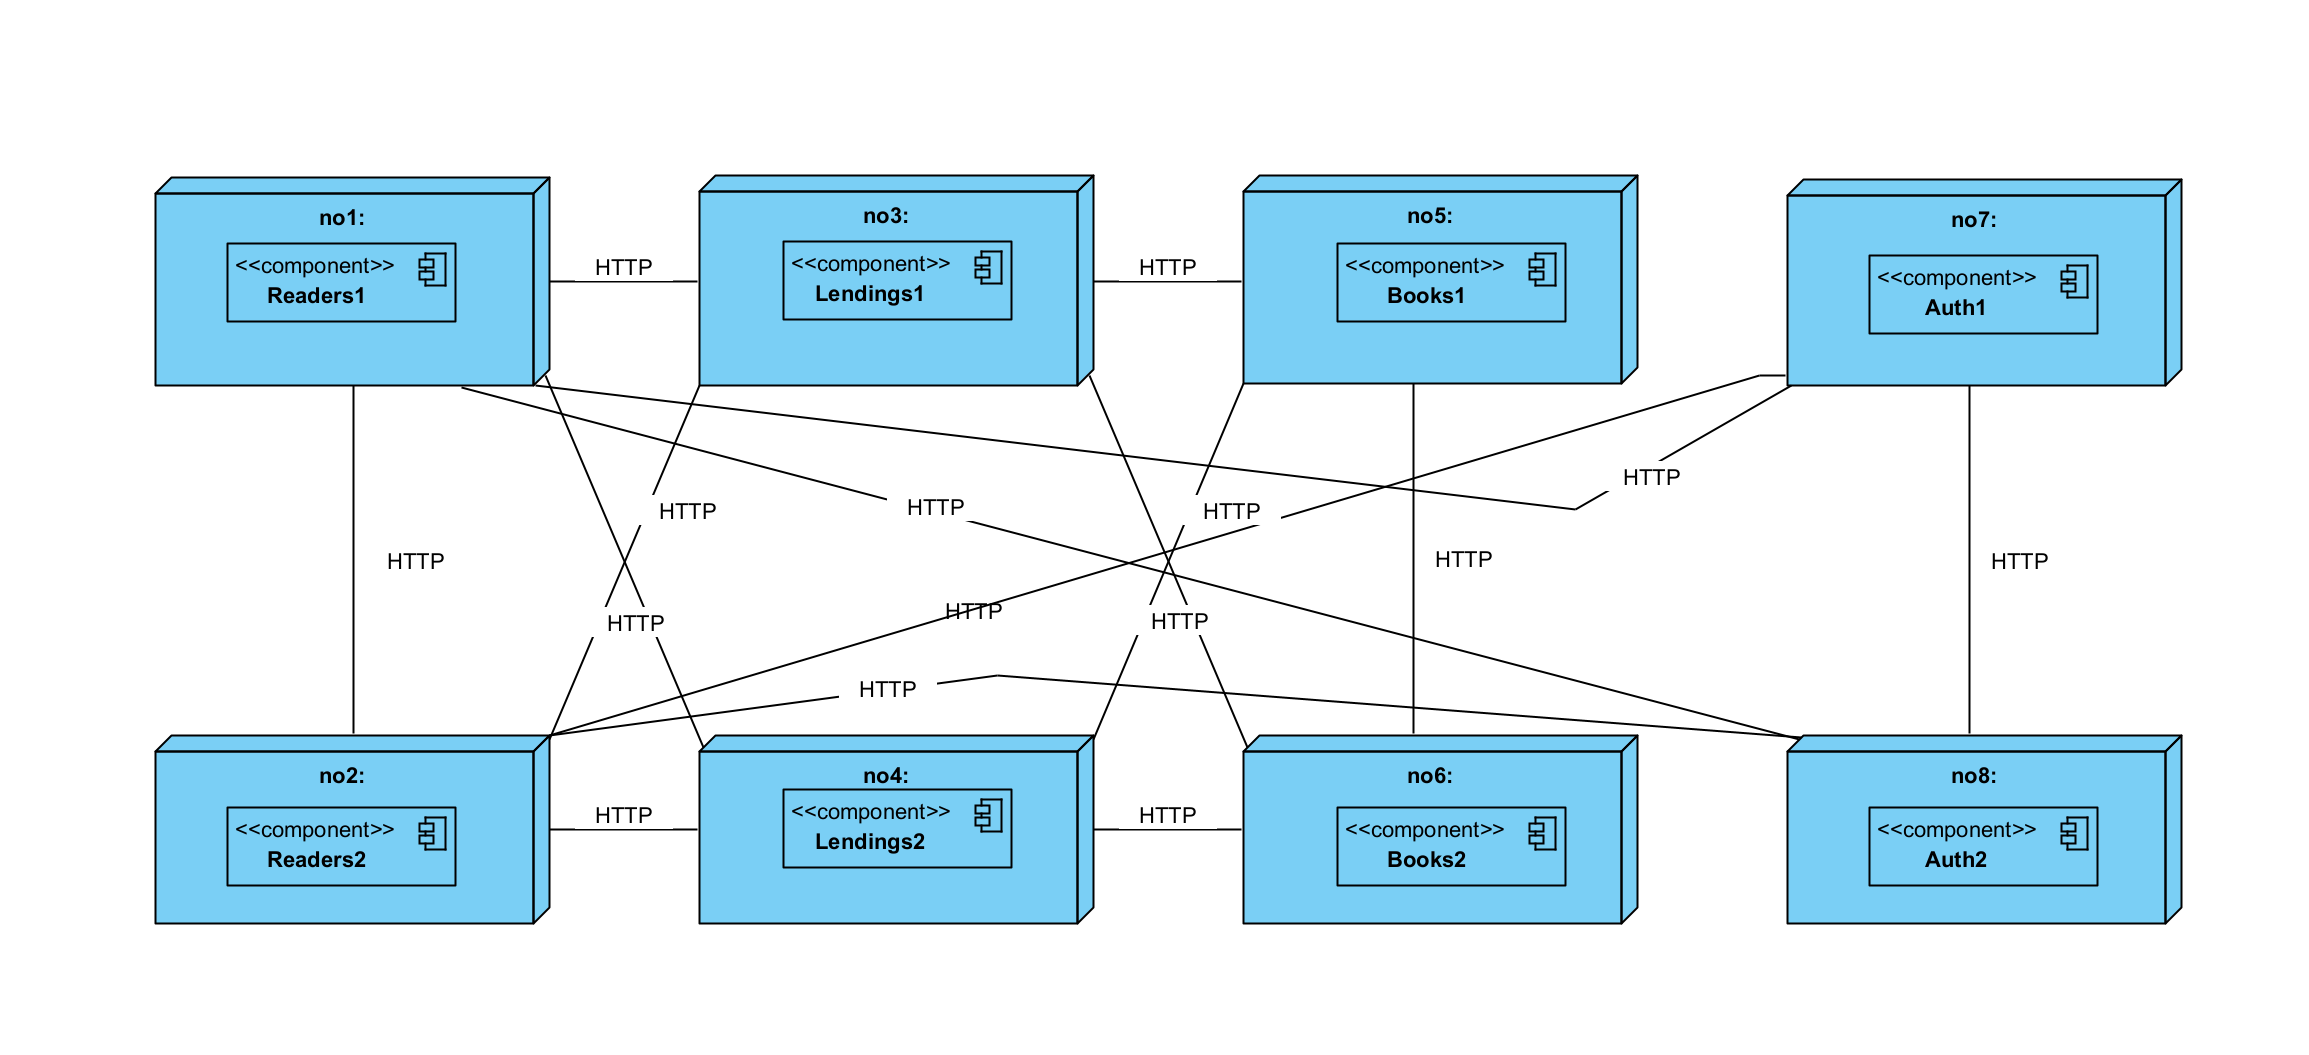 no1:
<<component>>
Readers1
HTTP
no3:
<<component>>
Lendings1
HTTP
no5:
<<component>>
Books1
no7:
<<component>>
Auth1
HTTP
HTTP
HTTP
HTTP
HTTP
HTTP
HTTP
HTTP
HTTP
HTTP
HTTP
no2:
<<component>>
Readers2
HTTP
no4:
<<component>>
Lendings2
HTTP
no6:
<<component>>
Books2
no8:
<<component>>
Auth2